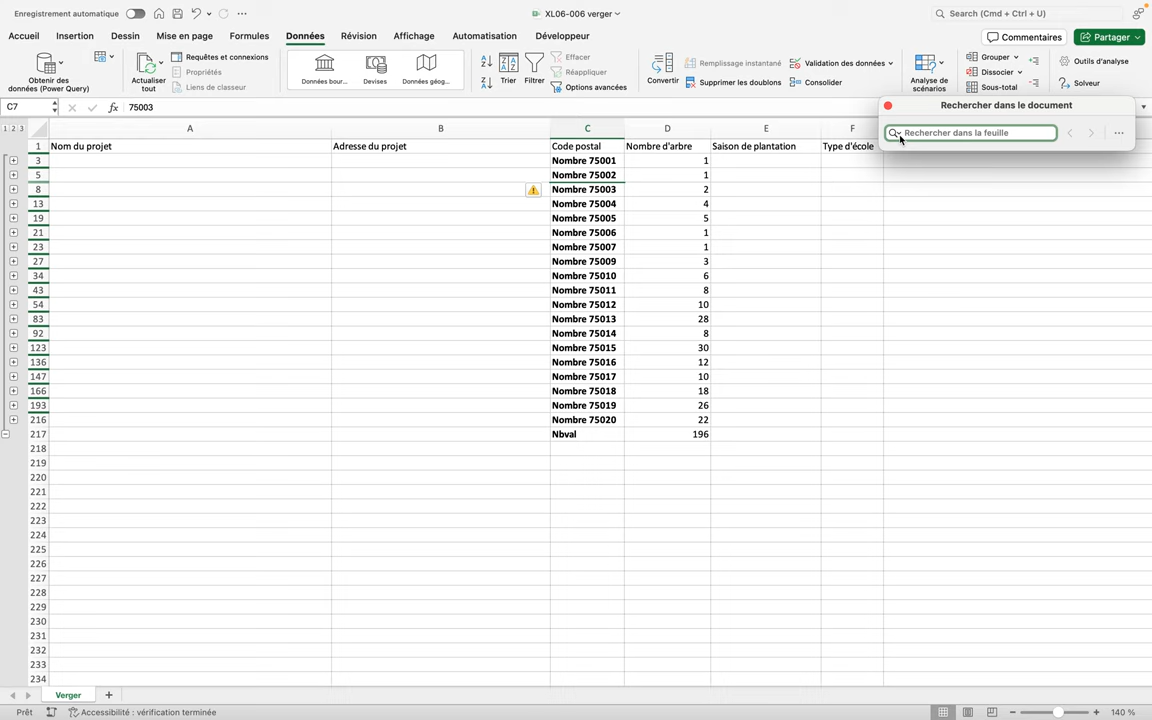 Enregistrement automatique
XL06-006 verger
Search (Cmd + Ctrl + U)
Accueil Insertion Dessin Mise en page Formules Données Révision Affichage Automatisation Développeur Commentaires Partager
Obtenir des données (Power Query)
Actualiser tout
Requêtes et connexions
Propriétés
Liens de classeur
Données bour...
Devises
Données géog...
Trier
Filtrer
Effacer
Réappliquer
Options avancées
Convertir
Remplissage instantané
Supprimer les doublons
Validation des données
Consolider
Analyse de scénarios
Grouper
Dissocier
Sous-total
Outils d'analyse
Solveur
C7 fx 75003
Rechercher dans le document
Rechercher dans la feuille
1 2 3 A B C D E F
1 Nom du projet Adresse du projet Code postal Nombre d'arbre Saison de plantation Type d'école
3 Nombre 75001 1
5 Nombre 75002 1
8 Nombre 75003 2
13 Nombre 75004 4
19 Nombre 75005 5
21 Nombre 75006 1
23 Nombre 75007 1
27 Nombre 75009 3
34 Nombre 75010 6
43 Nombre 75011 8
54 Nombre 75012 10
83 Nombre 75013 28
92 Nombre 75014 8
123 Nombre 75015 30
136 Nombre 75016 12
147 Nombre 75017 10
166 Nombre 75018 18
193 Nombre 75019 26
216 Nombre 75020 22
217 Nbval 196
218
219
220
221
222
223
224
225
226
227
228
229
230
231
232
233
234
Verger
Prêt Accessibilité : vérification terminée 140 %